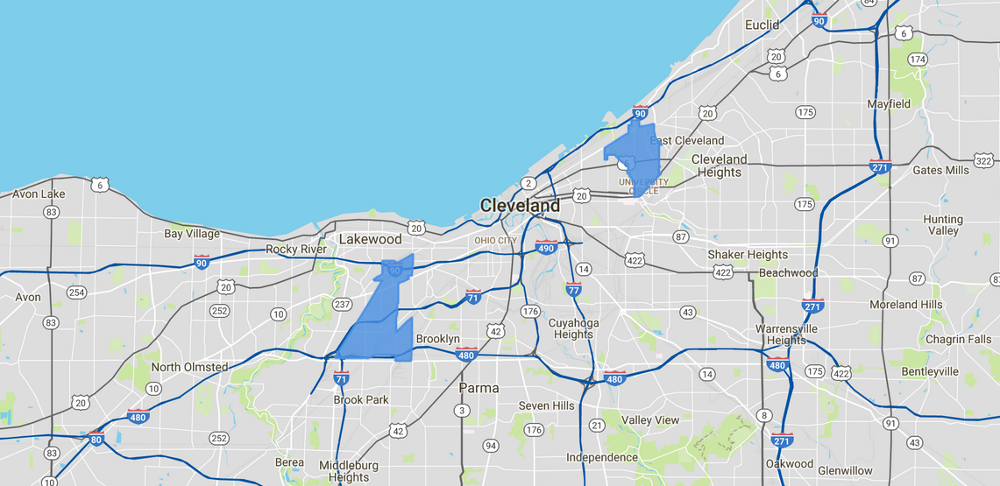 84
Euclid
90
6
20
174
6
Mayfield
90
20
175
East Cleveland
Cleveland
Heights
322
271
6
Gates Mills
UNIVERSITY
CIRCLE
2
20
Avon Lake
6
83
Cleveland
175
Hunting
Valley
Bay Village
Lakewood
20
OHIO CITY
87
91
Rocky River
490
Shaker Heights
90
90
422
14
422
Beachwood
254
20
71
77
87
87
Avon
252
10
237
176
43
271
Moreland Hills
83
Cuyahoga
Heights
42
Warrensville
Heights
Chagrin Falls
Brooklyn
480
North Olmsted
480
175
422
Bentleyville
71
480
14
10
Parma
20
Brook Park
3
Seven Hills
480
8
91
Valley View
42
176
21
80
252
271
43
83
94
Independence
10
Berea
Middleburg
Heights
Oakwood
Glenwillow